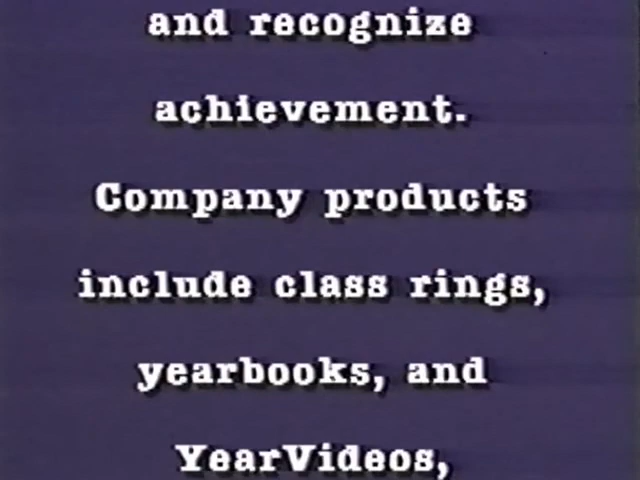 and recognize
achievement.
Company products
include class rings,
yearbooks, and
YearVideos,